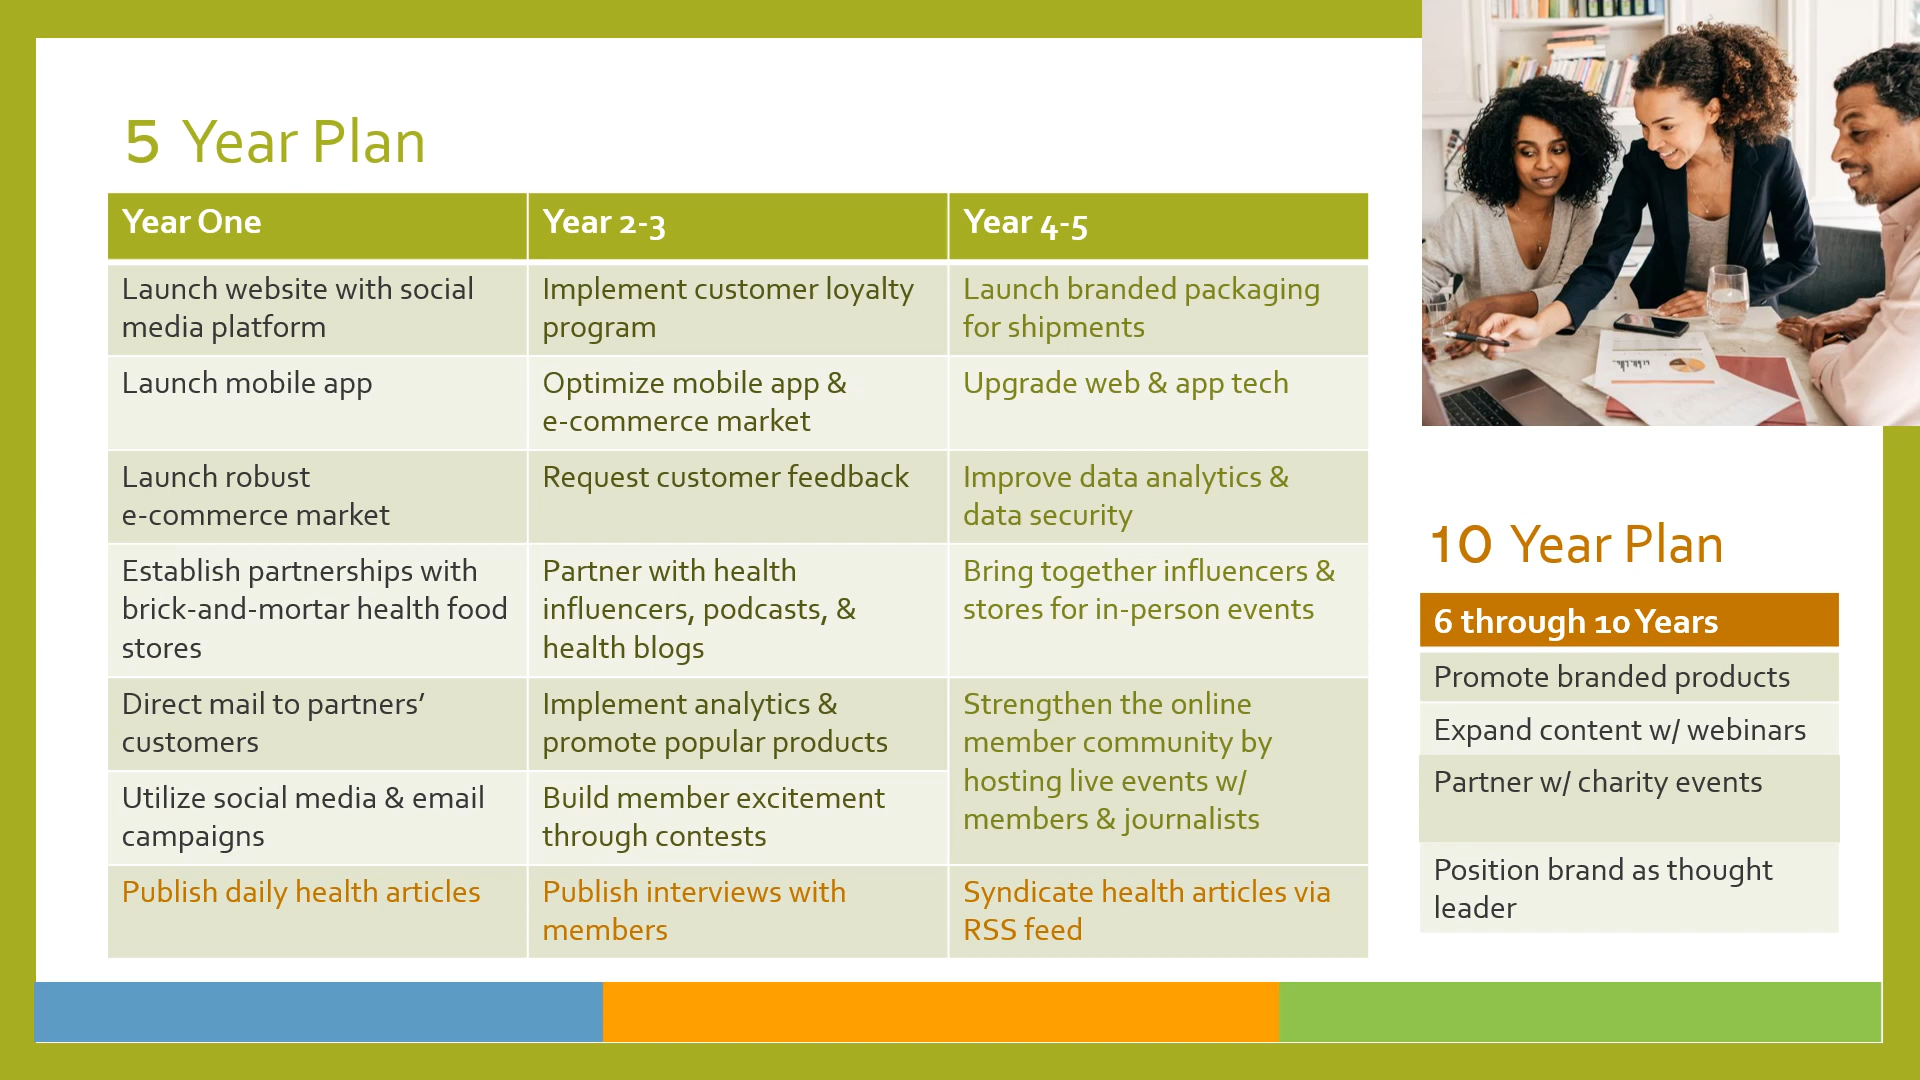 5 Year Plan
Year One
Year 2-3
Year 4-5
Launch website with social
media platform
Implement customer loyalty
program
Launch branded packaging
for shipments
Launch mobile app
Optimize mobile app &
e-commerce market
Upgrade web & app tech
Launch robust
e-commerce market
Request customer feedback
Improve data analytics &
data security
Establish partnerships with
brick-and-mortar health food
stores
Partner with health
influencers, podcasts, &
health blogs
Bring together influencers &
stores for in-person events
Direct mail to partners’
customers
Implement analytics &
promote popular products
Strengthen the online
member community by
hosting live events w/
members & journalists
Utilize social media & email
campaigns
Build member excitement
through contests
Publish daily health articles
Publish interviews with
members
Syndicate health articles via
RSS feed
10 Year Plan
6 through 10 Years
Promote branded products
Expand content w/ webinars
Partner w/ charity events
Position brand as thought
leader